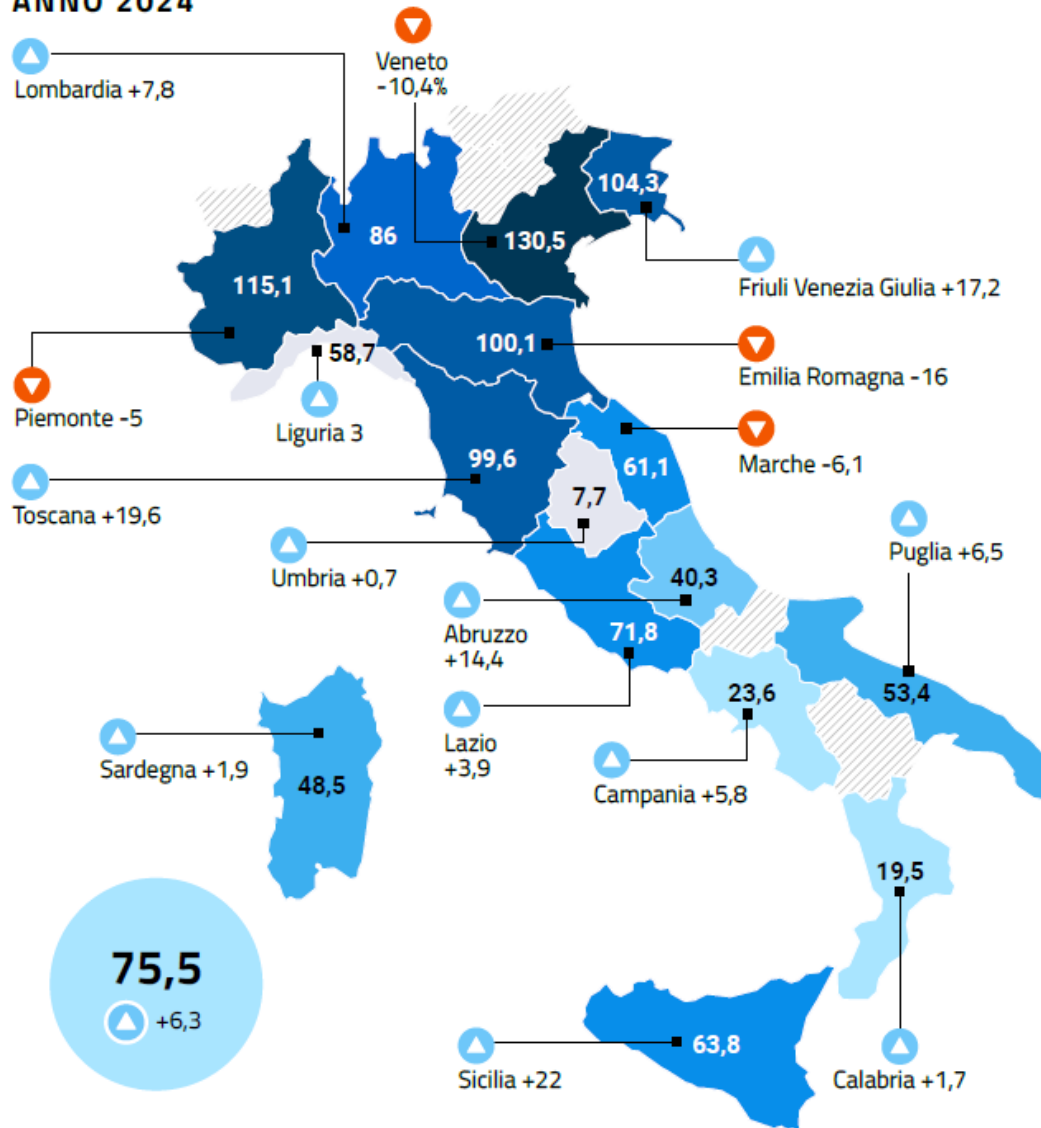 ANNO 2024
Lombardia +7,8
Veneto
-10,4%
104,3
86
130,5
115,1
Friuli Venezia Giulia +17,2
58,7
100,1
Emilia Romagna -16
Piemonte -5
Liguria 3
99,6
61,1
Marche -6,1
7,7
Toscana +19,6
Puglia +6,5
Umbria +0,7
40,3
Abruzzo
+14,4
71,8
23,6
53,4
Lazio
+3,9
Sardegna +1,9
48,5
Campania +5,8
19,5
75,5
+6,3
63,8
Sicilia +22
Calabria +1,7